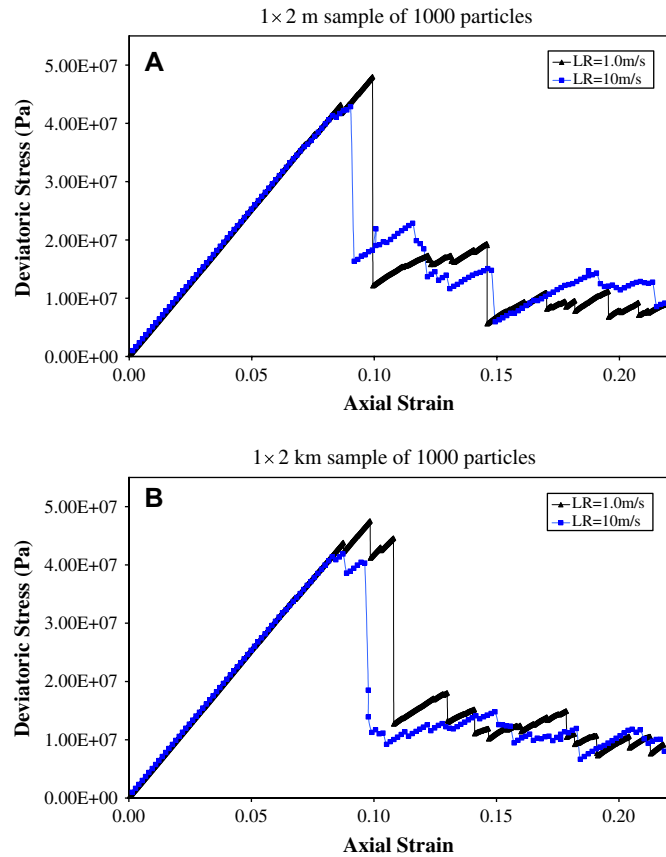 1×2 m sample of 1000 particles
A
LR=1.0m/s
LR=10m/s
5.00E+07
4.00E+07
3.00E+07
2.00E+07
1.00E+07
0.00E+00
Deviatoric Stress (Pa)
0.00 0.05 0.10 0.15 0.20
Axial Strain
1×2 km sample of 1000 particles
B
LR=1.0m/s
LR=10m/s
5.00E+07
4.00E+07
3.00E+07
2.00E+07
1.00E+07
0.00E+00
Deviatoric Stress (Pa)
0.00 0.05 0.10 0.15 0.20
Axial Strain